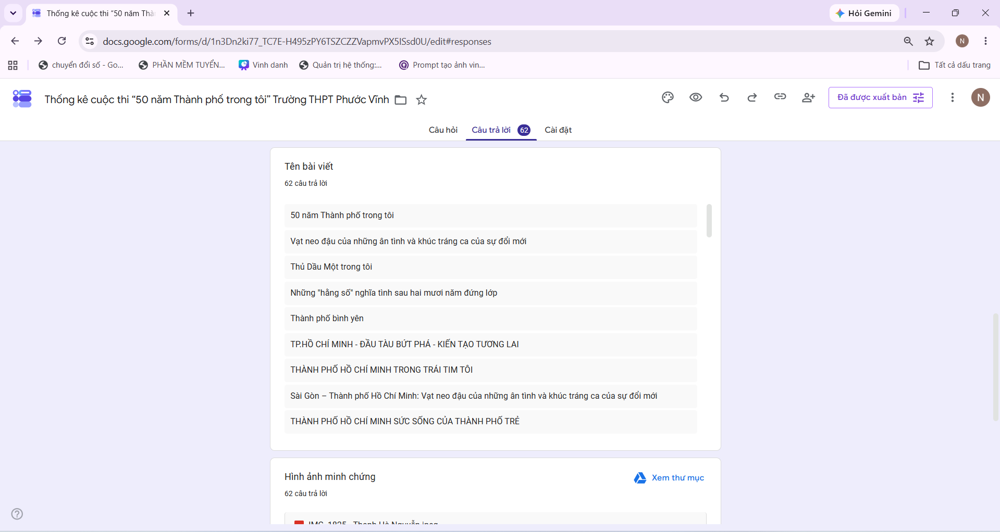 Thống kê cuộc thi “50 năm Thà
Hỏi Gemini
docs.google.com/forms/d/1n3Dn2ki77_TC7E-H495zPY6TSZCZZVapmvPX5ISsd0U/edit#responses
N
chuyển đổi số - Go...
PHẦN MỀM TUYỂN...
Vinh danh
Quản trị hệ thống:...
Prompt tạo ảnh vin...
Tất cả dấu trang
Thống kê cuộc thi “50 năm Thành phố trong tôi” Trường THPT Phước Vĩnh
Đã được xuất bản
N
Câu hỏi
Câu trả lời 62
Cài đặt
Tên bài viết
62 câu trả lời
50 năm Thành phố trong tôi
Vạt neo đậu của những ân tình và khúc tráng ca của sự đổi mới
Thủ Dầu Một trong tôi
Những "hằng số" nghĩa tình sau hai mươi năm đứng lớp
Thành phố bình yên
TP.HỒ CHÍ MINH - ĐẦU TÀU BỨT PHÁ - KIẾN TẠO TƯƠNG LAI
THÀNH PHỐ HỒ CHÍ MINH TRONG TRÁI TIM TÔI
Sài Gòn – Thành phố Hồ Chí Minh: Vạt neo đậu của những ân tình và khúc tráng ca của sự đổi mới
THÀNH PHỐ HỒ CHÍ MINH SỨC SỐNG CỦA THÀNH PHỐ TRẺ
Hình ảnh minh chứng
Xem thư mục
62 câu trả lời
IMG_1825 - Thanh Hà Nguyễn.jpeg